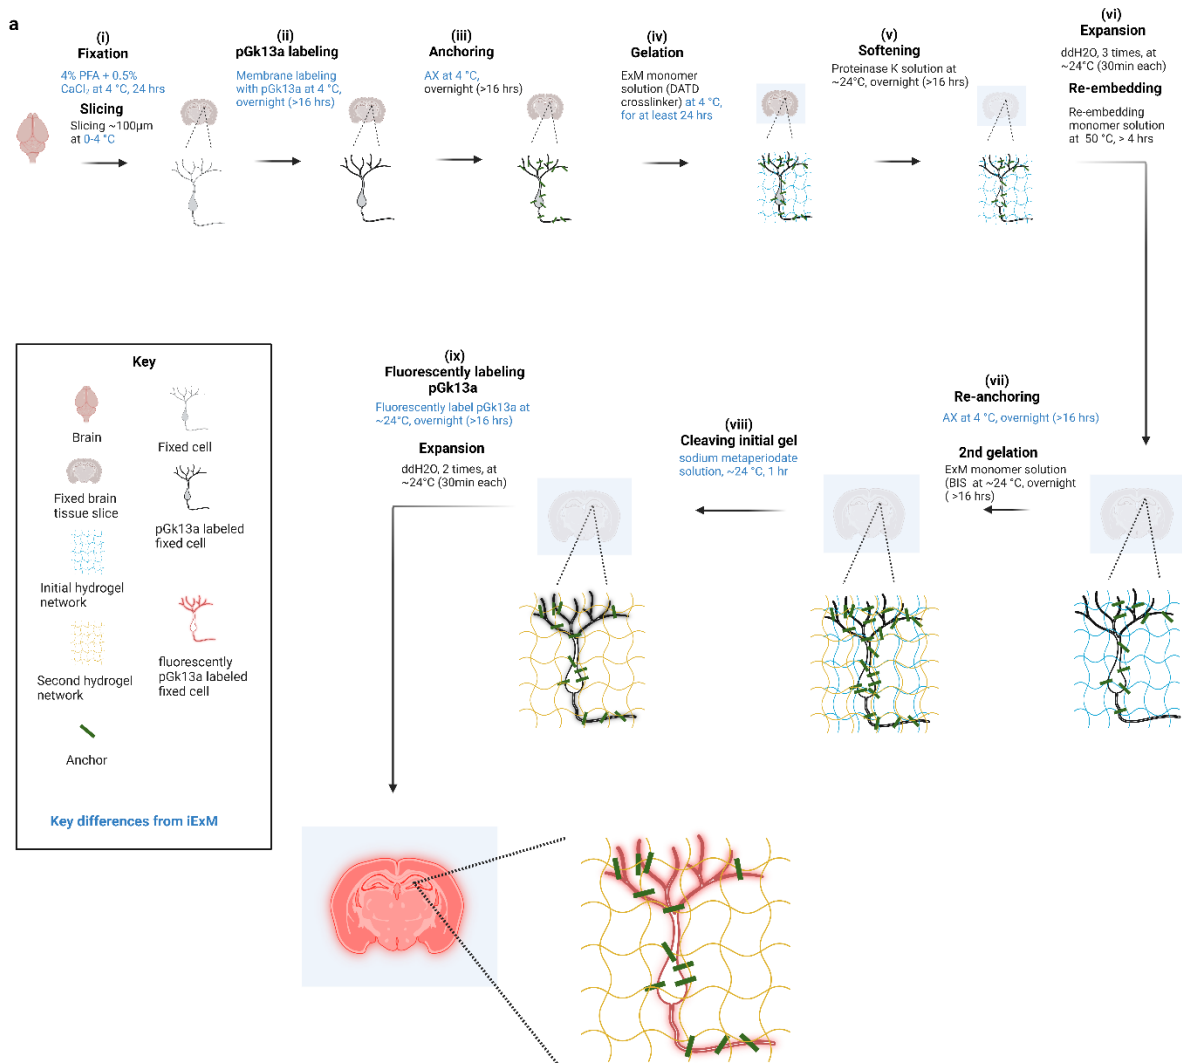 a
(i)
Fixation
4% PFA + 0.5%
CaCl₂ at 4 °C, 24 hrs
Slicing
Slicing ~100μm
at 0-4 °C
(ii)
pGk13a labeling
Membrane labeling
with pGk13a at 4 °C,
overnight (>16 hrs)
(iii)
Anchoring
AX at 4 °C,
overnight (>16 hrs)
(iv)
Gelation
ExM monomer
solution (DATD
crosslinker) at 4 °C,
for at least 24 hrs
(v)
Softening
Proteinase K solution at
~24°C, overnight (>16 hrs)
(vi)
Expansion
ddH2O, 3 times, at
~24°C (30min each)
Re-embedding
Re-embedding
monomer solution
at 50 °C, > 4 hrs
(vii)
Re-anchoring
AX at 4 °C, overnight (>16 hrs)
2nd gelation
ExM monomer solution
(BIS at ~24 °C, overnight
( >16 hrs)
(viii)
Cleaving initial gel
sodium metaperiodate
solution, ~24 °C, 1 hr
(ix)
Fluorescently labeling
pGk13a
Fluorescently label pGk13a at
~24°C, overnight (>16 hrs)
Expansion
ddH2O, 2 times, at
~24°C (30min each)
Key
Brain
Fixed cell
Fixed brain
tissue slice
pGk13a labeled
fixed cell
Initial hydrogel
network
fluorescently
pGk13a labeled
fixed cell
Second hydrogel
network
Anchor
Key differences from iExM